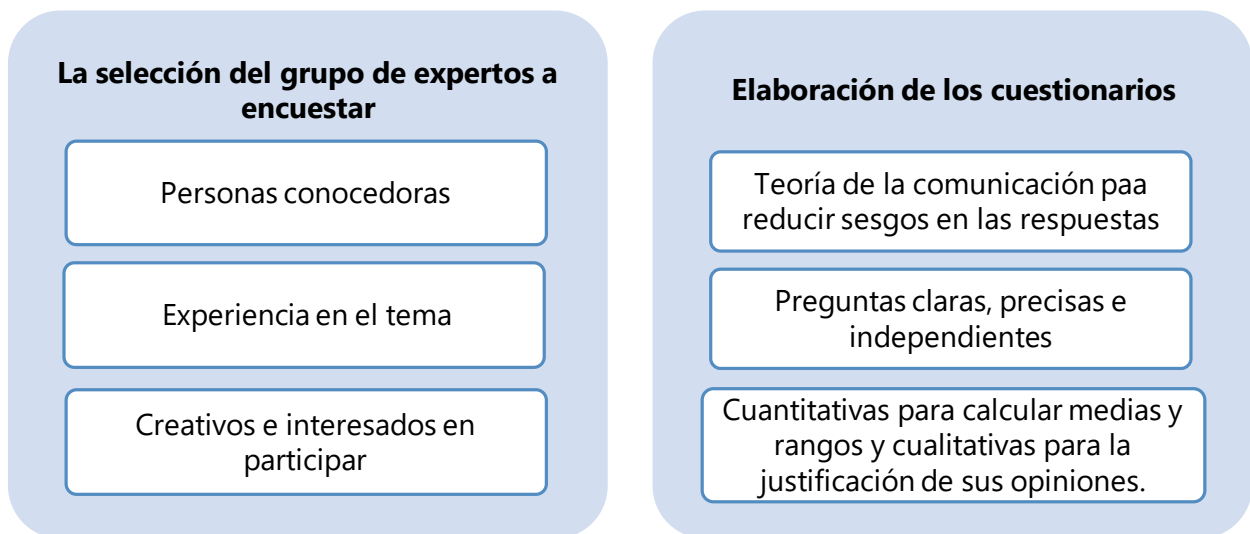 La selección del grupo de expertos a
encuestar
Personas conocedoras
Experiencia en el tema
Creativos e interesados en
participar
Elaboración de los cuestionarios
Teoría de la comunicación paa
reducir sesgos en las respuestas
Preguntas claras, precisas e
independientes
Cuantitativas para calcular medias y
rangos y cualitativas para la
justificación de sus opiniones.